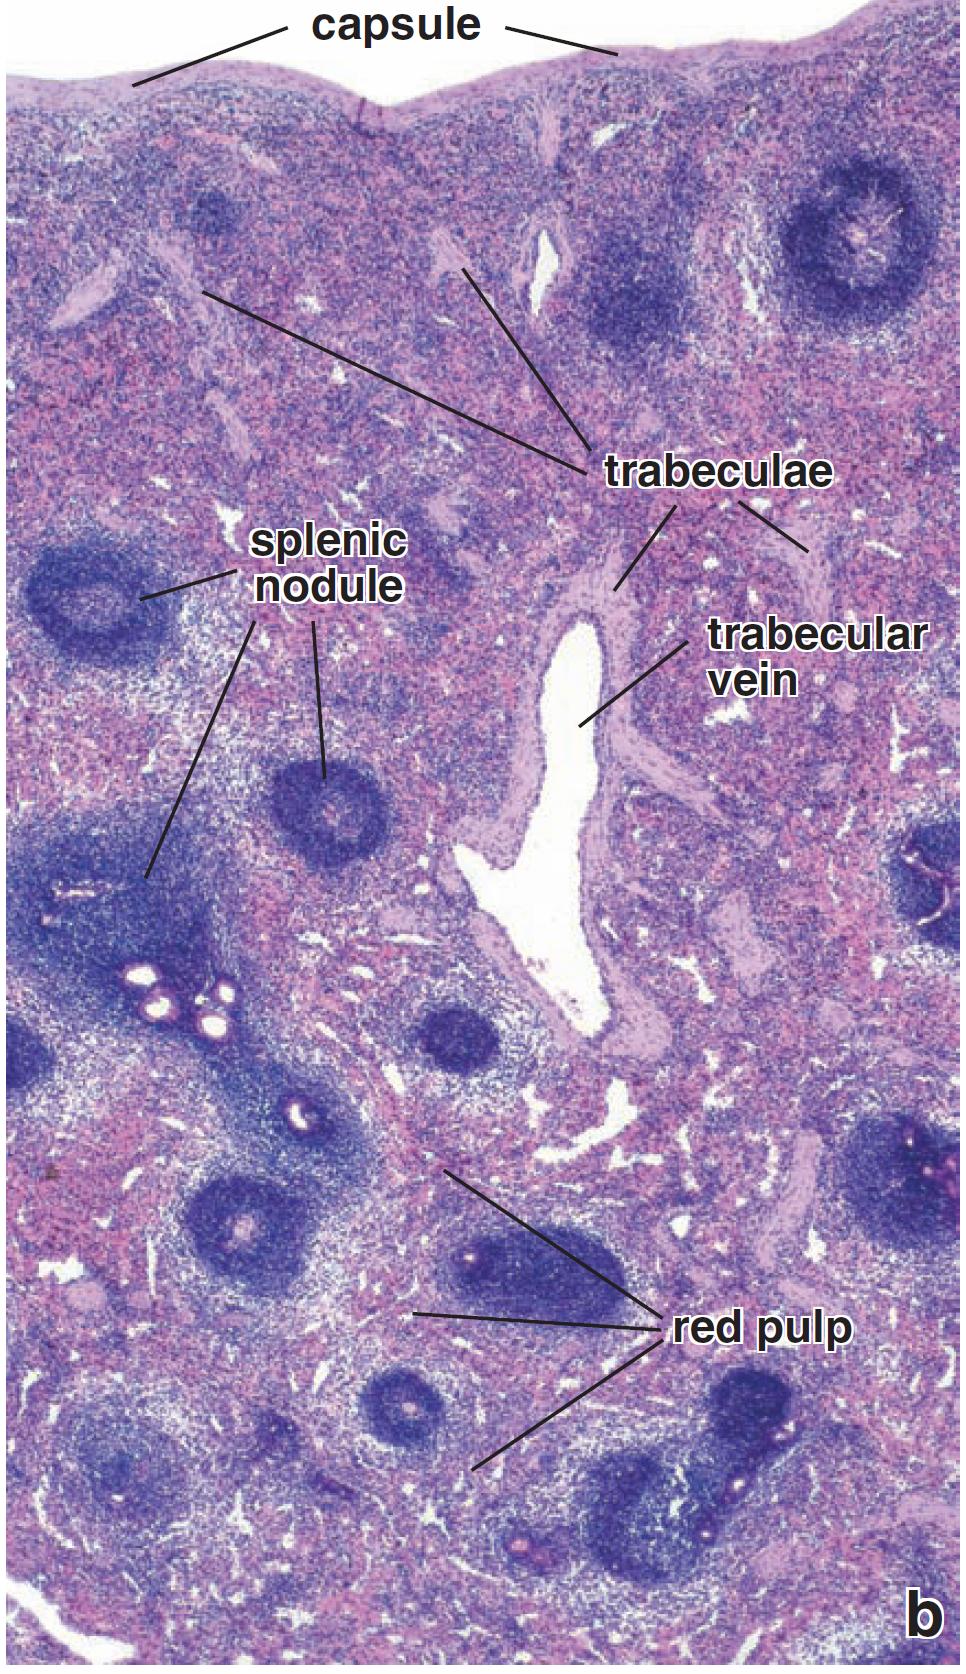 capsule
trabeculae
splenic
nodule
trabecular
vein
red pulp
b